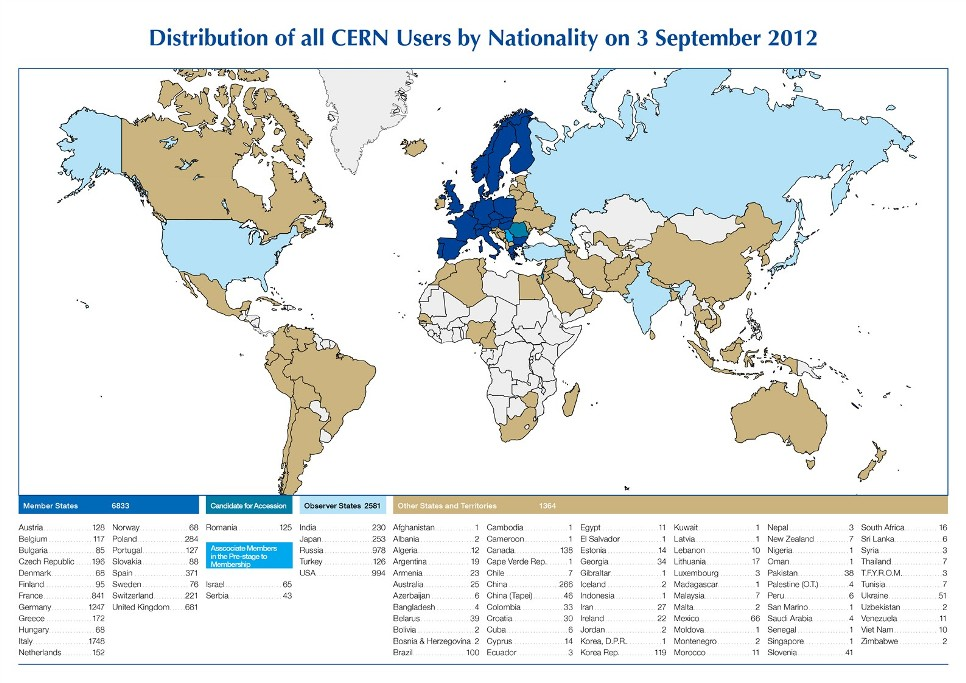 Distribution of all CERN Users by Nationality on 3 September 2012
Member States 6833
Austria 128
Belgium 117
Bulgaria 85
Czech Republic 196
Denmark 68
Finland 95
France 841
Germany 1247
Greece 172
Hungary 68
Italy 1748
Netherlands 152
Norway 68
Poland 284
Portugal 127
Slovakia 88
Spain 371
Sweden 76
Switzerland 221
United Kingdom 681
Candidate for Accession
Romania 125
Asecociate Members
in the Pre-stage to
Membership
Israel 65
Serbia 43
Observer States 2581
India 230
Japan 253
Russia 978
Turkey 126
USA 994
Other States and Territories 1364
Afghanistan 1
Albania 2
Algeria 12
Argentina 19
Armenia 23
Australia 25
Azerbaijan 6
Bangladesh 4
Belarus 39
Bolivia 2
Bosnia & Herzegovina 2
Brazil 100
Cambodia 1
Cameroon 1
Canada 138
Cape Verde Rep. 1
Chile 7
China 266
China (Taipei) 46
Colombia 33
Croatia 30
Cuba 6
Cyprus 14
Ecuador 3
Egypt 11
El Salvador 1
Estonia 14
Georgia 34
Gibraltar 1
Iceland 2
Indonesia 1
Iran 27
Ireland 22
Jordan 2
Korea, D.P.R. 1
Korea Rep. 119
Kuwait 1
Latvia 1
Lebanon 10
Lithuania 17
Luxembourg 3
Madagascar 1
Malaysia 7
Malta 2
Mexico 66
Moldova 1
Montenegro 2
Morocco 11
Nepal 3
New Zealand 7
Nigeria 1
Oman 1
Pakistan 38
Palestine (O.T.) 4
Peru 6
San Marino 1
Saudi Arabia 4
Senegal 1
Singapore 1
Slovenia 41
South Africa 16
Sri Lanka 6
Syria 3
Thailand 7
T.F.Y.R.O.M. 3
Tunisia 7
Ukraine 51
Uzbekistan 2
Venezuela 11
Viet Nam 10
Zimbabwe 2